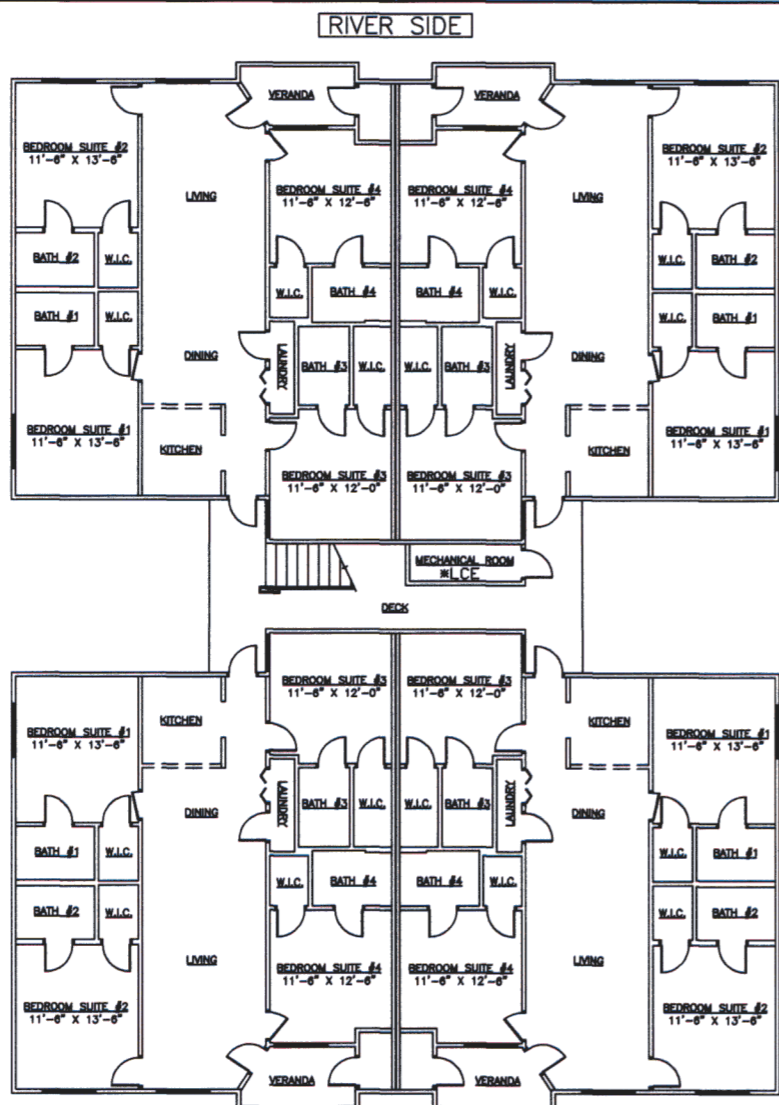 RIVER SIDE
VERANDA
VERANDA
BEDROOM SUITE #2
11'-6" X 13'-6"
BEDROOM SUITE #2
11'-6" X 13'-6"
LIVING
BEDROOM SUITE #4
11'-6" X 12'-6"
BEDROOM SUITE #4
11'-6" X 12'-6"
LIVING
BATH #2
W.I.C.
W.I.C.
BATH #2
W.I.C.
BATH #4
BATH #4
W.I.C.
BATH #1
W.I.C.
W.I.C.
BATH #1
DINING
LAUNDRY
BATH #3
W.I.C.
W.I.C.
BATH #3
LAUNDRY
DINING
BEDROOM SUITE #1
11'-6" X 13'-6"
KITCHEN
BEDROOM SUITE #3
11'-6" X 12'-0"
BEDROOM SUITE #3
11'-6" X 12'-0"
KITCHEN
BEDROOM SUITE #1
11'-6" X 13'-6"
MECHANICAL ROOM
*LCE
DECK
BEDROOM SUITE #1
11'-6" X 13'-6"
KITCHEN
BEDROOM SUITE #3
11'-6" X 12'-0"
BEDROOM SUITE #3
11'-6" X 12'-0"
KITCHEN
BEDROOM SUITE #1
11'-6" X 13'-6"
DINING
LAUNDRY
BATH #3
W.I.C.
W.I.C.
BATH #3
LAUNDRY
DINING
BATH #1
W.I.C.
W.I.C.
BATH #1
W.I.C.
BATH #4
BATH #4
W.I.C.
BATH #2
W.I.C.
W.I.C.
BATH #2
LIVING
BEDROOM SUITE #4
11'-6" X 12'-6"
BEDROOM SUITE #4
11'-6" X 12'-6"
LIVING
BEDROOM SUITE #2
11'-6" X 13'-6"
BEDROOM SUITE #2
11'-6" X 13'-6"
VERANDA
VERANDA